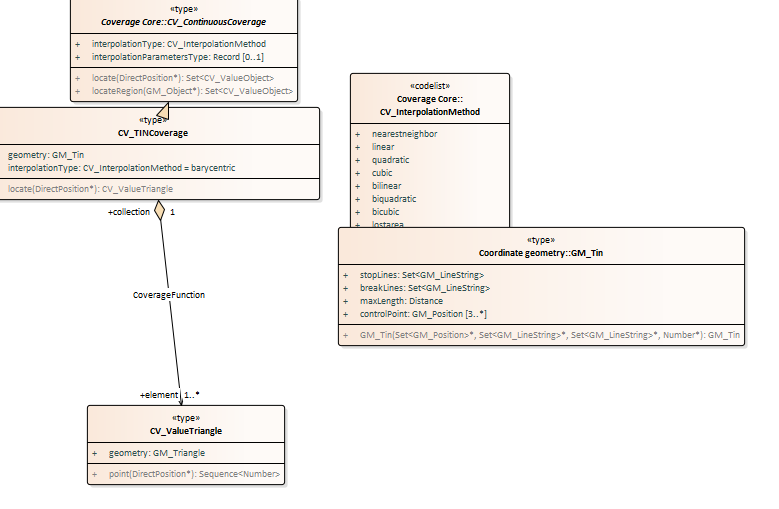 «type»
Coverage Core::CV_ContinuousCoverage
+ interpolationType: CV_InterpolationMethod
+ interpolationParametersType: Record [0..1]
+ locate(DirectPosition*): Set<CV_ValueObject>
+ locateRegion(GM_Object*): Set<CV_ValueObject>
«type»
CV_TINCoverage
geometry: GM_Tin
interpolationType: CV_InterpolationMethod = barycentric
locate(DirectPosition*): CV_ValueTriangle
+collection 1
CoverageFunction
+element 1..*
«type»
CV_ValueTriangle
+ geometry: GM_Triangle
+ point(DirectPosition*): Sequence<Number>
«codelist»
Coverage Core::
CV_InterpolationMethod
+ nearestneighbor
+ linear
+ quadratic
+ cubic
+ bilinear
+ biquadratic
+ bicubic
+ lostarea
«type»
Coordinate geometry::GM_Tin
+ stopLines: Set<GM_LineString>
+ breakLines: Set<GM_LineString>
+ maxLength: Distance
+ controlPoint: GM_Position [3..*]
+ GM_Tin(Set<GM_Position>*, Set<GM_LineString>*, Set<GM_LineString>*, Number*): GM_Tin